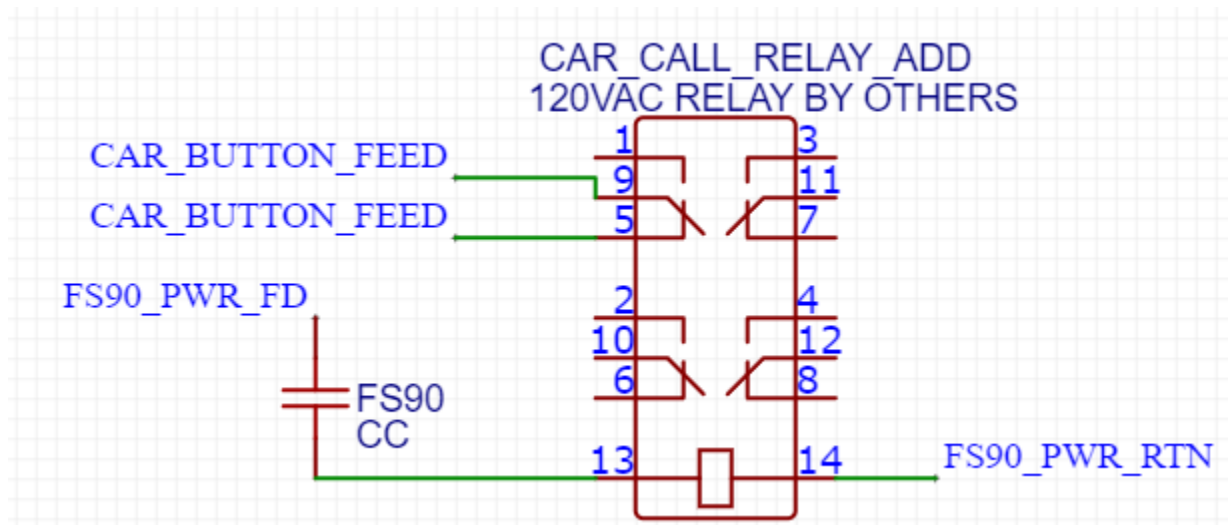 CAR_CALL_RELAY_ADD
120VAC RELAY BY OTHERS
1 3
CAR_BUTTON_FEED
9 11
CAR_BUTTON_FEED
5 7
FS90_PWR_FD
2 4
10 12
6 8
FS90
CC
13 14
FS90_PWR_RTN